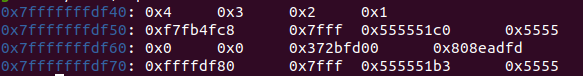 0x7fffffffdf40: 0x4 0x3 0x2 0x1
0x7fffffffdf50: 0xf7fb4fc8 0x7fff 0x555551c0 0x5555
0x7fffffffdf60: 0x0 0x0 0x372bfd00 0x808eadfd
0x7fffffffdf70: 0xffffdf80 0x7fff 0x555551b3 0x5555